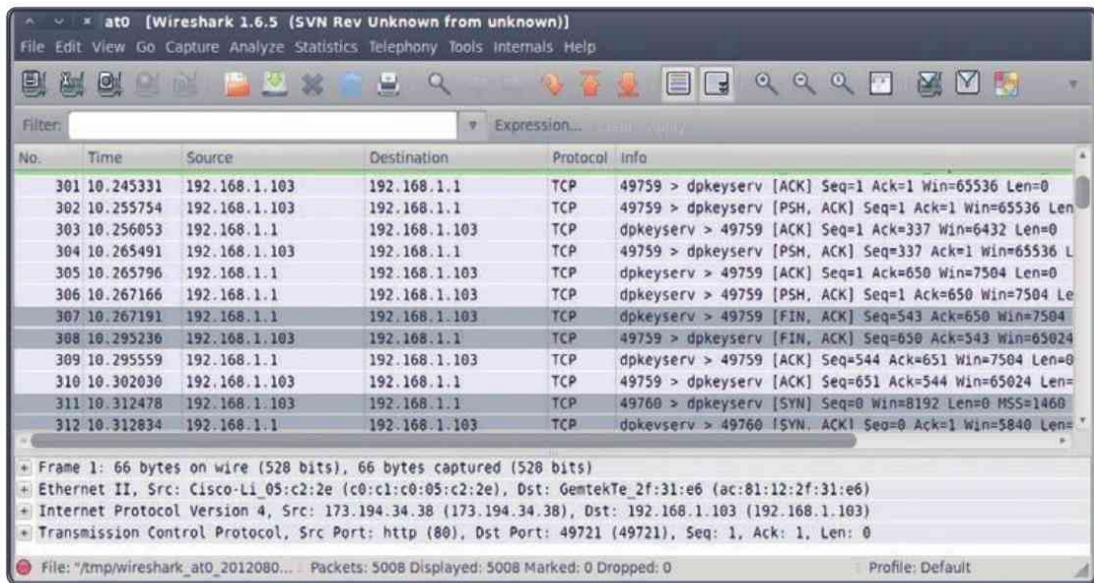 at0 [Wireshark 1.6.5 (SVN Rev Unknown from unknown)]
File Edit View Go Capture Analyze Statistics Telephony Tools Internals Help
Filter: Expression...
No. Time Source Destination Protocol Info
301 10.245331 192.168.1.103 192.168.1.1 TCP 49759 > dpkeyserv [ACK] Seq=1 Ack=1 Win=65536 Len=0
302 10.255754 192.168.1.103 192.168.1.1 TCP 49759 > dpkeyserv [PSH, ACK] Seq=1 Ack=1 Win=65536 Len
303 10.256053 192.168.1.1 192.168.1.103 TCP dpkeyserv > 49759 [ACK] Seq=1 Ack=337 Win=6432 Len=0
304 10.265491 192.168.1.103 192.168.1.1 TCP 49759 > dpkeyserv [PSH, ACK] Seq=337 Ack=1 Win=65536 L
305 10.265796 192.168.1.1 192.168.1.103 TCP dpkeyserv > 49759 [ACK] Seq=1 Ack=650 Win=7504 Len=0
306 10.267166 192.168.1.1 192.168.1.103 TCP dpkeyserv > 49759 [PSH, ACK] Seq=1 Ack=650 Win=7504 Le
307 10.267191 192.168.1.1 192.168.1.103 TCP dpkeyserv > 49759 [FIN, ACK] Seq=543 Ack=650 Win=7504
308 10.295236 192.168.1.103 192.168.1.1 TCP 49759 > dpkeyserv [FIN, ACK] Seq=650 Ack=543 Win=65024
309 10.295559 192.168.1.1 192.168.1.103 TCP dpkeyserv > 49759 [ACK] Seq=544 Ack=651 Win=7504 Len=0
310 10.302030 192.168.1.103 192.168.1.1 TCP 49759 > dpkeyserv [ACK] Seq=651 Ack=544 Win=65024 Len=
311 10.312478 192.168.1.103 192.168.1.1 TCP 49760 > dpkeyserv [SYN] Seq=0 Win=8192 Len=0 MSS=1460
312 10.312834 192.168.1.1 192.168.1.103 TCP dpkeyserv > 49760 [SYN, ACK] Seq=0 Ack=1 Win=5840 Len=
Frame 1: 66 bytes on wire (528 bits), 66 bytes captured (528 bits)
Ethernet II, Src: Cisco-Li_05:c2:2e (c0:c1:c0:05:c2:2e), Dst: GemtekTe_2f:31:e6 (ac:81:12:2f:31:e6)
Internet Protocol Version 4, Src: 173.194.34.38 (173.194.34.38), Dst: 192.168.1.103 (192.168.1.103)
Transmission Control Protocol, Src Port: http (80), Dst Port: 49721 (49721), Seq: 1, Ack: 1, Len: 0
File: "/tmp/wireshark_at0_2012080... Packets: 5008 Displayed: 5008 Marked: 0 Dropped: 0 Profile: Default